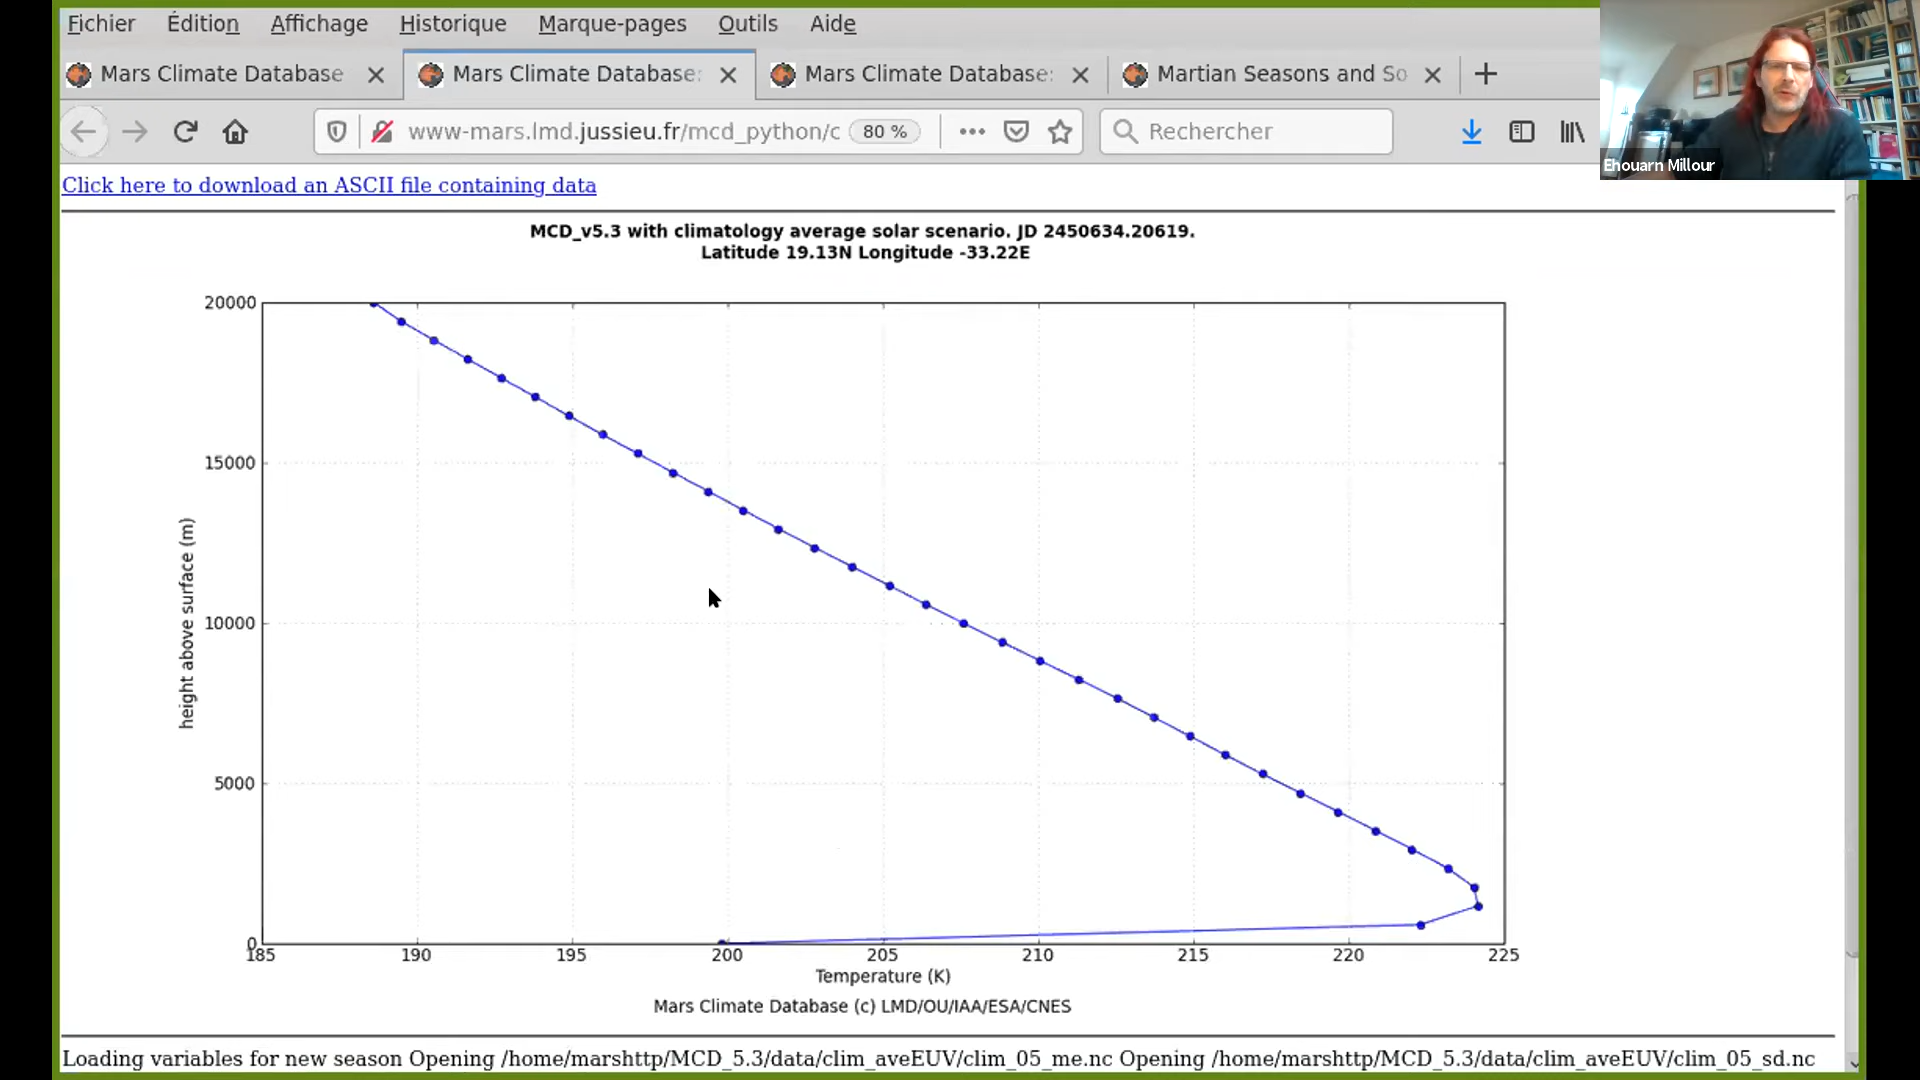 Fichier Édition Affichage Historique Marque-pages Outils Aide
Mars Climate Database Mars Climate Database: Mars Climate Database: Martian Seasons and So
www-mars.lmd.jussieu.fr/mcd_python/c 80 % Rechercher
Ehouarn Millour
Click here to download an ASCII file containing data
MCD_v5.3 with climatology average solar scenario. JD 2450634.20619.
Latitude 19.13N Longitude -33.22E
20000
15000
10000
5000
0
height above surface (m)
185 190 195 200 205 210 215 220 225
Temperature (K)
Mars Climate Database (c) LMD/OU/IAA/ESA/CNES
Loading variables for new season Opening /home/marshttp/MCD_5.3/data/clim_aveEUV/clim_05_me.nc Opening /home/marshttp/MCD_5.3/data/clim_aveEUV/clim_05_sd.nc